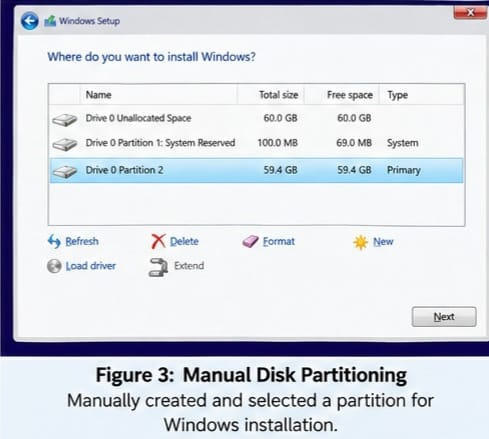 Windows Setup
Where do you want to install Windows?
Name Total size Free space Type
Drive 0 Unallocated Space 60.0 GB 60.0 GB
Drive 0 Partition 1: System Reserved 100.0 MB 69.0 MB System
Drive 0 Partition 2 59.4 GB 59.4 GB Primary
Refresh Delete Format New
Load driver Extend
Next
Figure 3: Manual Disk Partitioning
Manually created and selected a partition for
Windows installation.